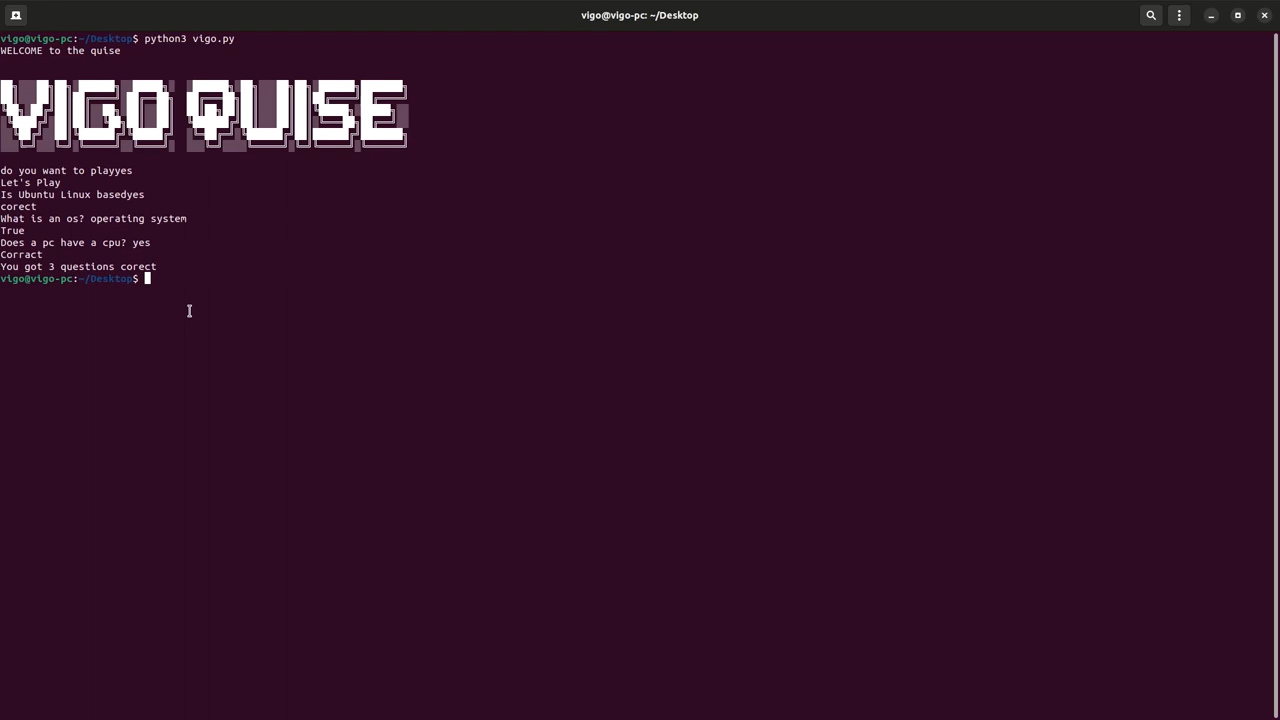 vigo@vigo-pc: ~/Desktop
vigo@vigo-pc:~/Desktop$ python3 vigo.py
WELCOME to the quise
VIGO QUISE
do you want to playyes
Let's Play
Is Ubuntu Linux basedyes
corect
What is an os? operating system
True
Does a pc have a cpu? yes
Corract
You got 3 questions corect
vigo@vigo-pc:~/Desktop$